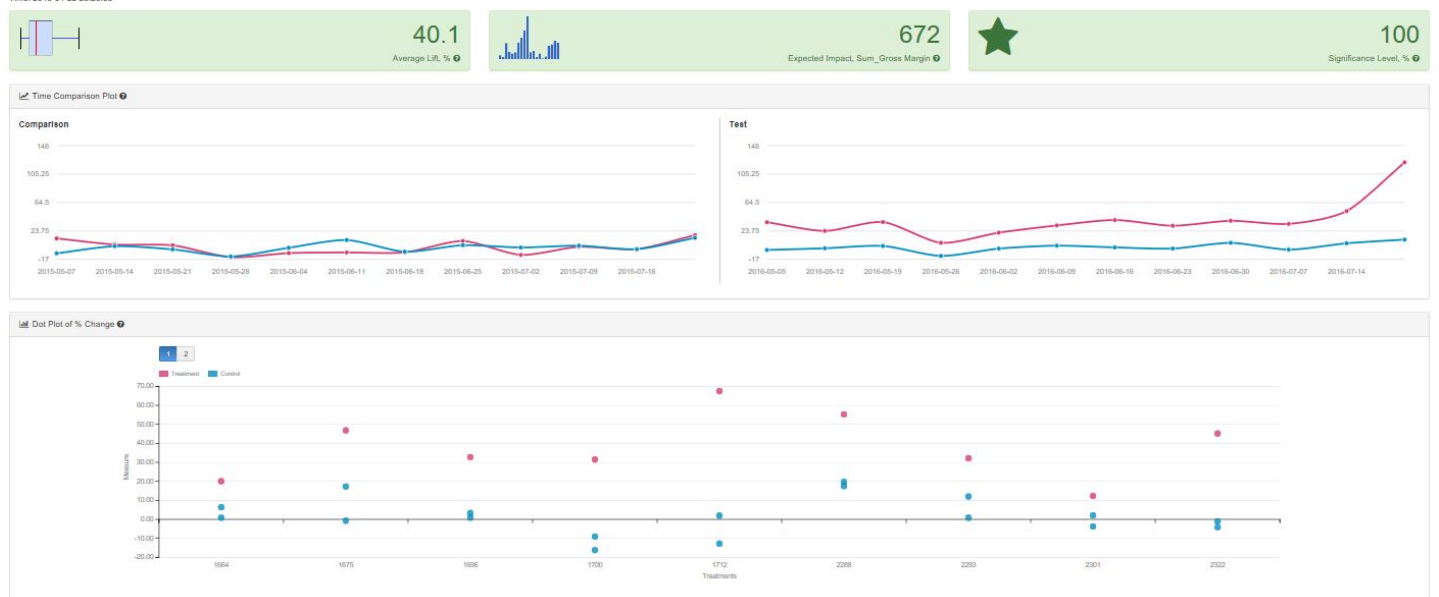 40.1
Average Lift, %
672
Expected Impact, Sum_Gross Margin
100
Significance Level, %
Time Comparison Plot
Comparison
146
105.25
64.5
23.75
-17
2015-05-07 2015-05-14 2015-05-21 2015-05-28 2015-06-04 2015-06-11 2015-06-18 2015-06-25 2015-07-02 2015-07-09 2015-07-16
Test
146
105.25
64.5
23.75
-17
2016-05-05 2016-05-12 2016-05-19 2016-05-26 2016-06-02 2016-06-09 2016-06-16 2016-06-23 2016-06-30 2016-07-07 2016-07-14
Dot Plot of % Change
1 2
Treatment Control
70.00
60.00
50.00
40.00
30.00
20.00
10.00
0.00
-10.00
-20.00
Measure
1664 1675 1696 1700 1712 2288 2293 2301 2322
Treatments